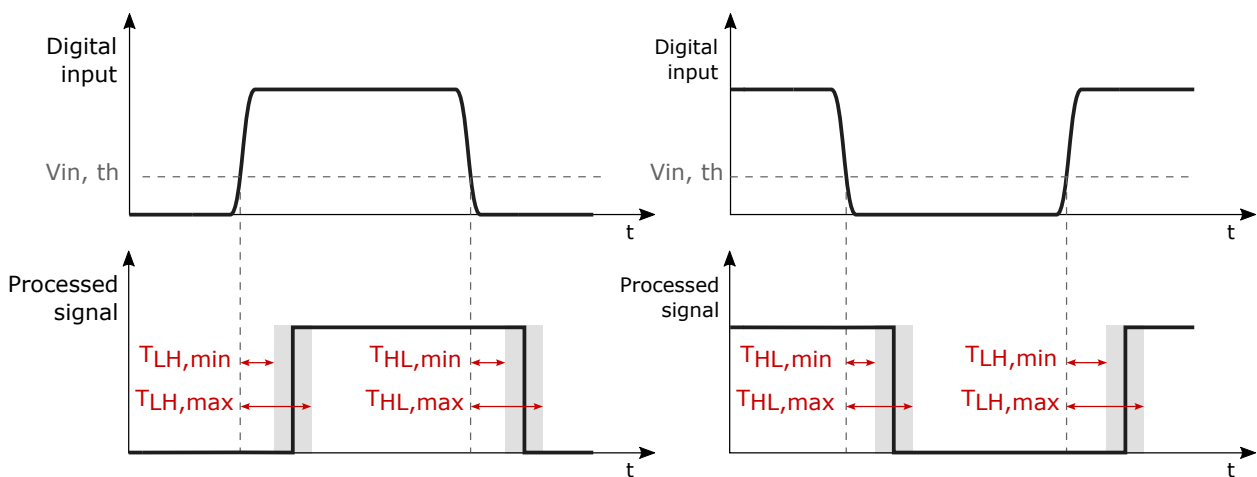 Digital
input
Vin, th
t
Processed
signal
TLH,min
THL,min
TLH,max
THL,max
t
Digital
input
Vin, th
t
Processed
signal
THL,min
TLH,min
THL,max
TLH,max
t